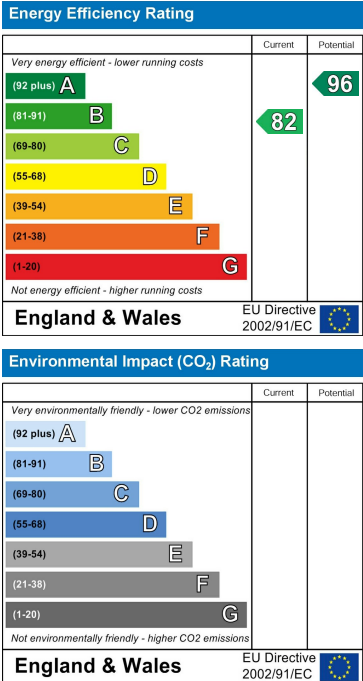 Energy Efficiency Rating
Current Potential
Very energy efficient - lower running costs
(92 plus) A
96
(81-91) B
82
(69-80) C
(55-68) D
(39-54) E
(21-38) F
(1-20) G
Not energy efficient - higher running costs
England & Wales
EU Directive
2002/91/EC
Environmental Impact (CO₂) Rating
Current Potential
Very environmentally friendly - lower CO2 emissions
(92 plus) A
(81-91) B
(69-80) C
(55-68) D
(39-54) E
(21-38) F
(1-20) G
Not environmentally friendly - higher CO2 emissions
England & Wales
EU Directive
2002/91/EC